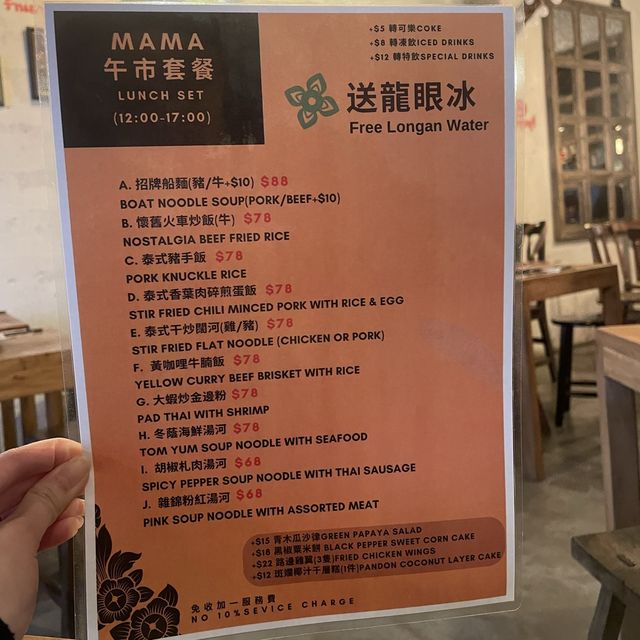 MAMA
午市套餐
LUNCH SET
(12:00-17:00)
+$5 轉可樂COKE
+$8 轉凍飲ICED DRINKS
+$12 轉特飲SPECIAL DRINKS
送龍眼冰
Free Longan Water
A. 招牌船麵(豬/牛+$10) $88
BOAT NOODLE SOUP(PORK/BEEF+$10)
B. 懷舊火車炒飯(牛) $78
NOSTALGIA BEEF FRIED RICE
C. 泰式豬手飯 $78
PORK KNUCKLE RICE
D. 泰式香葉肉碎煎蛋飯 $78
STIR FRIED CHILI MINCED PORK WITH RICE & EGG
E. 泰式干炒闊河(雞/豬) $78
STIR FRIED FLAT NOODLE (CHICKEN OR PORK)
F. 黃咖哩牛腩飯 $78
YELLOW CURRY BEEF BRISKET WITH RICE
G. 大蝦炒金邊粉 $78
PAD THAI WITH SHRIMP
H. 冬蔭海鮮湯河 $78
TOM YUM SOUP NOODLE WITH SEAFOOD
I. 胡椒札肉湯河 $68
SPICY PEPPER SOUP NOODLE WITH THAI SAUSAGE
J. 雜錦粉紅湯河 $68
PINK SOUP NOODLE WITH ASSORTED MEAT
+$15 青木瓜沙律GREEN PAPAYA SALAD
+$18 黑椒粟米餅 BLACK PEPPER SWEET CORN CAKE
+$22 路邊雞翼(3隻)FRIED CHICKEN WINGS
+$12 斑斕椰汁千層糕(1件)PANDON COCONUT LAYER CAKE
免收加一服務費
NO 10%SEVICE CHARGE